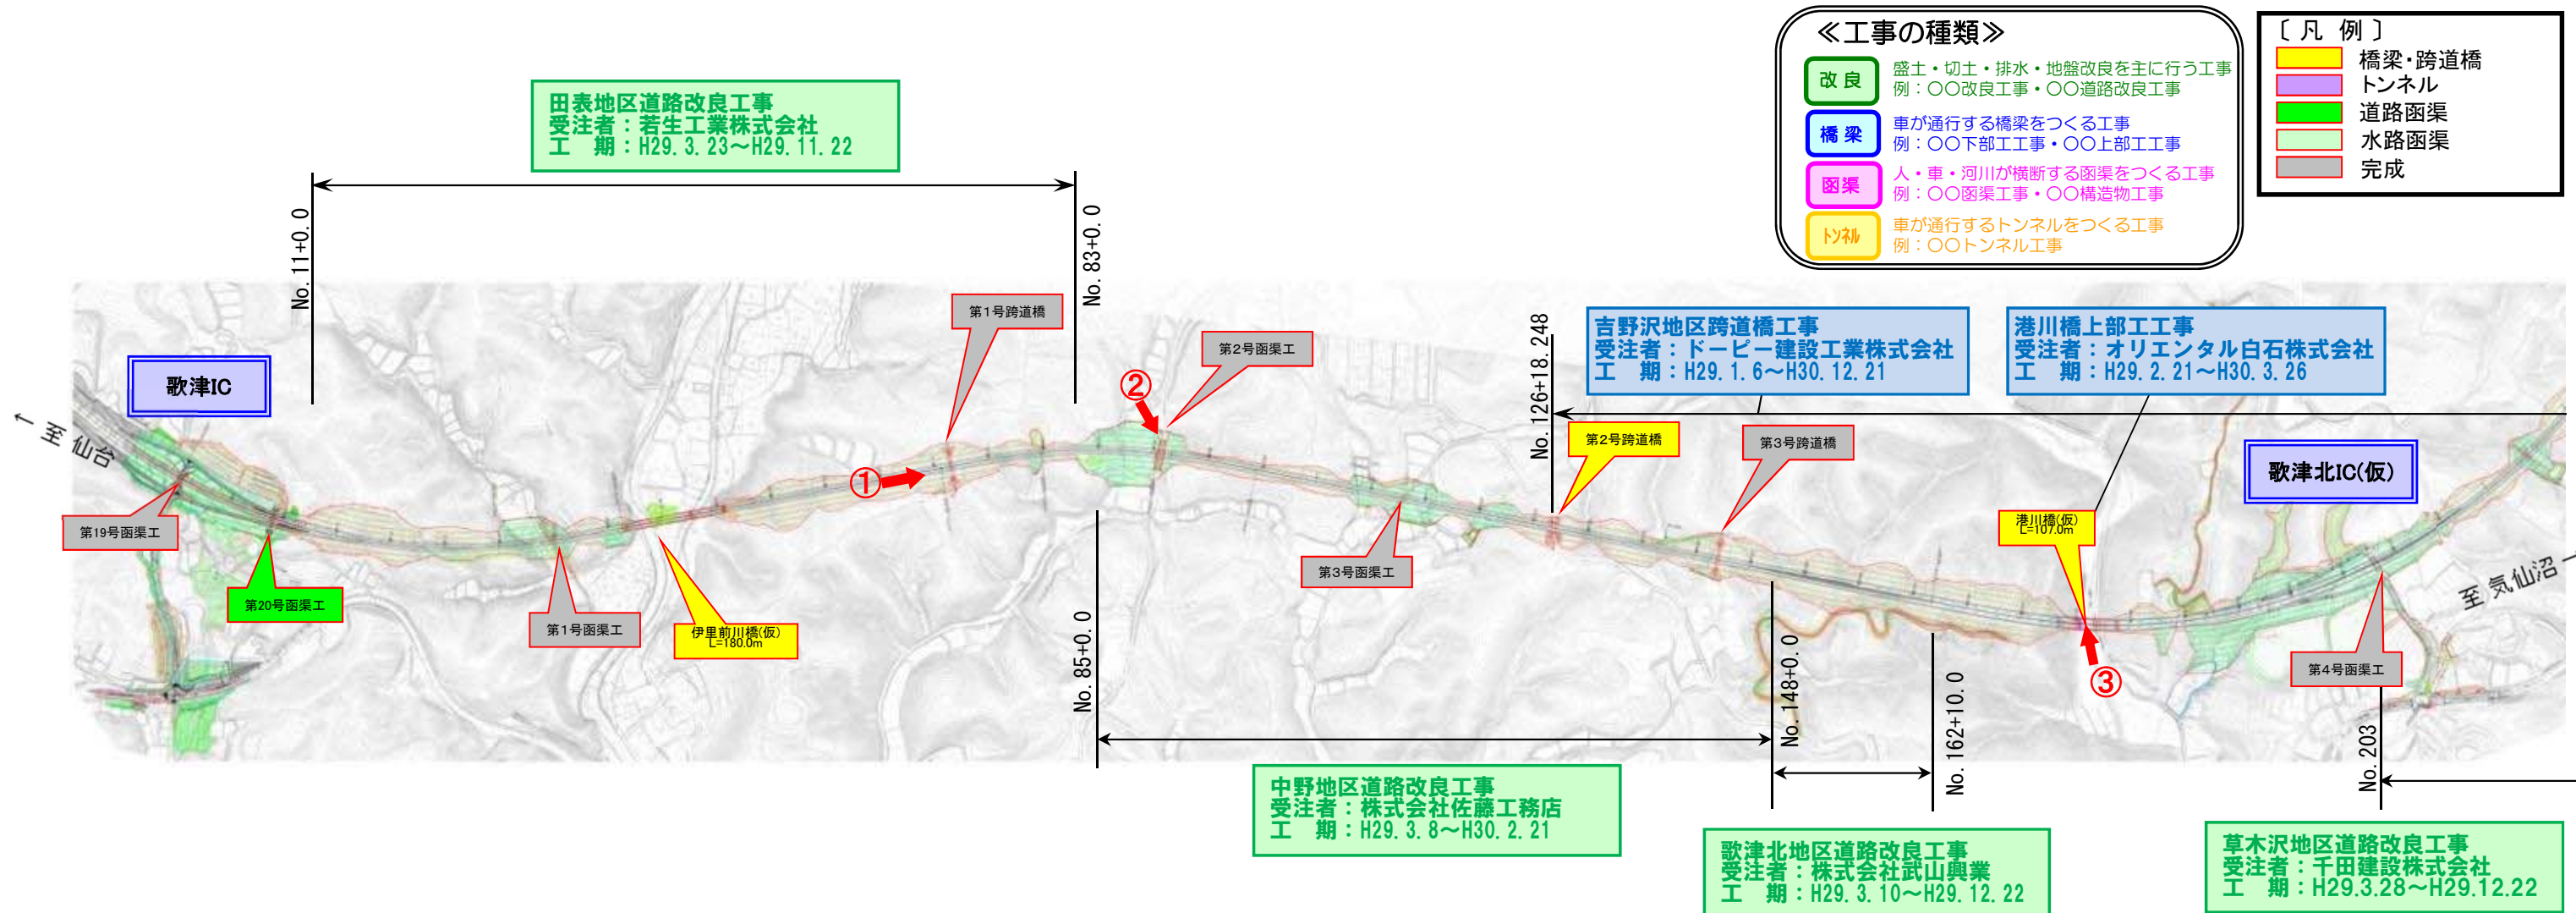 ≪工事の種類≫
改良
盛土・切土・排水・地盤改良を主に行う工事
例：〇〇改良工事・〇〇道路改良工事
橋梁
車が通行する橋梁をつくる工事
例：〇〇下部工工事・〇〇上部工工事
函渠
人・車・河川が横断する函渠をつくる工事
例：〇〇函渠工事・〇〇構造物工事
ﾄﾝﾈﾙ
車が通行するトンネルをつくる工事
例：〇〇トンネル工事
〔 凡 例 〕
橋梁・跨道橋
トンネル
道路函渠
水路函渠
完成
田表地区道路改良工事
受注者：若生工業株式会社
工　期：H29. 3. 23～H29. 11. 22
No. 11+0. 0
No. 83+0. 0
第1号跨道橋
第2号函渠工
②
No. 126+18. 248
吉野沢地区跨道橋工事
受注者：ドーピー建設工業株式会社
工　期：H29. 1. 6～H30. 12. 21
港川橋上部工工事
受注者：オリエンタル白石株式会社
工　期：H29. 2. 21～H30. 3. 26
歌津IC
←至 仙台
①
第2号跨道橋
第3号跨道橋
歌津北IC(仮)
第19号函渠工
第20号函渠工
第1号函渠工
伊里前川橋(仮)
L=180.0m
第3号函渠工
港川橋(仮)
L=107.0m
至 気仙沼
③
第4号函渠工
No. 85+0. 0
No. 148+0. 0
No. 162+10. 0
No. 203
中野地区道路改良工事
受注者：株式会社佐藤工務店
工　期：H29. 3. 8～H30. 2. 21
歌津北地区道路改良工事
受注者：株式会社武山興業
工　期：H29. 3. 10～H29. 12. 22
草木沢地区道路改良工事
受注者：千田建設株式会社
工　期：H29.3.28～H29.12.22